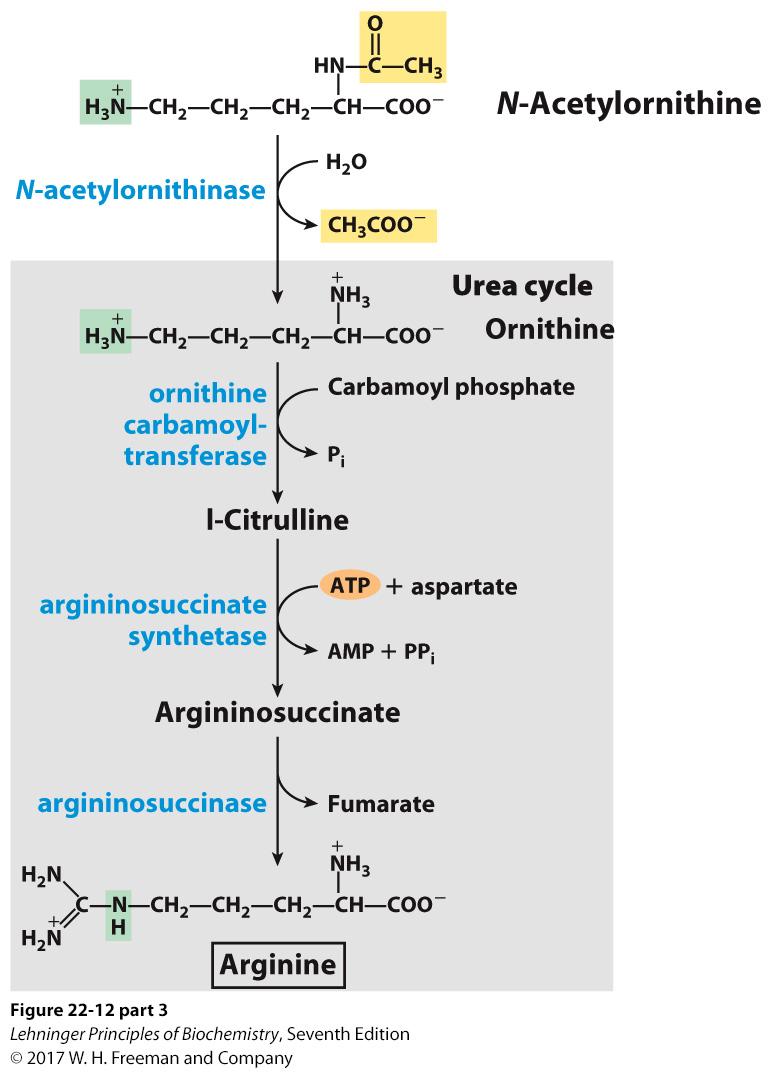 O
HN—C—CH₃
H₃N⁺—CH₂—CH₂—CH₂—CH—COO⁻
N-Acetylornithine
H₂O
N-acetylornithinase
CH₃COO⁻
Urea cycle
⁺NH₃
Ornithine
H₃N⁺—CH₂—CH₂—CH₂—CH—COO⁻
Carbamoyl phosphate
ornithine
carbamoyl-
transferase
Pᵢ
l-Citrulline
ATP + aspartate
argininosuccinate
synthetase
AMP + PPᵢ
Argininosuccinate
argininosuccinase
Fumarate
⁺NH₃
H₂N
C—N—CH₂—CH₂—CH₂—CH—COO⁻
H
H₂N⁺
Arginine
Figure 22-12 part 3
Lehninger Principles of Biochemistry, Seventh Edition
© 2017 W. H. Freeman and Company